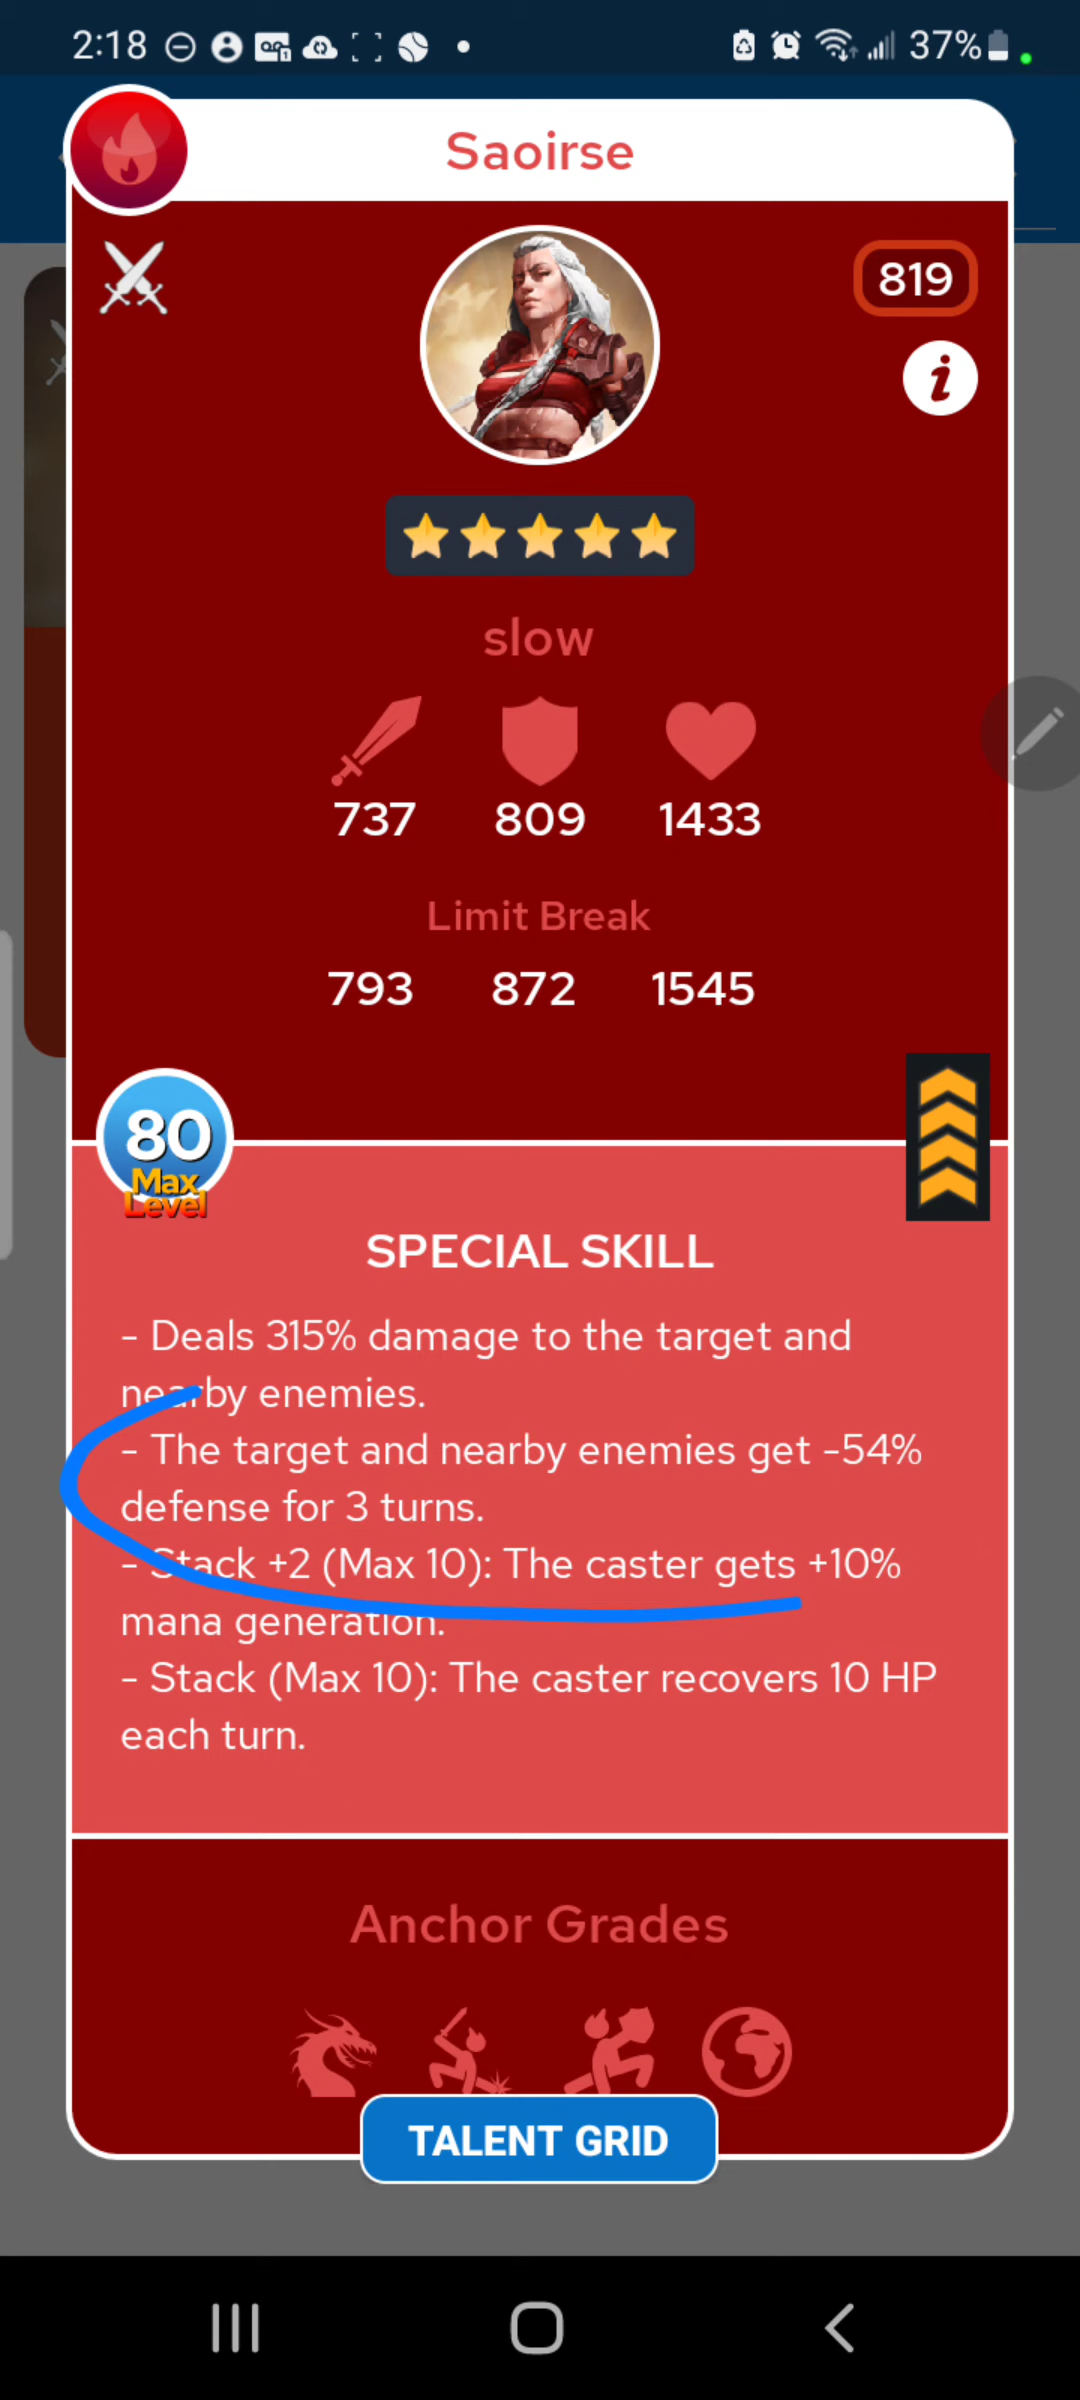 2:18
37%
Saoirse
819
i
slow
737 809 1433
Limit Break
793 872 1545
80
Max
Level
SPECIAL SKILL
- Deals 315% damage to the target and
nearby enemies.
- The target and nearby enemies get -54%
defense for 3 turns.
- Stack +2 (Max 10): The caster gets +10%
mana generation.
- Stack (Max 10): The caster recovers 10 HP
each turn.
Anchor Grades
TALENT GRID